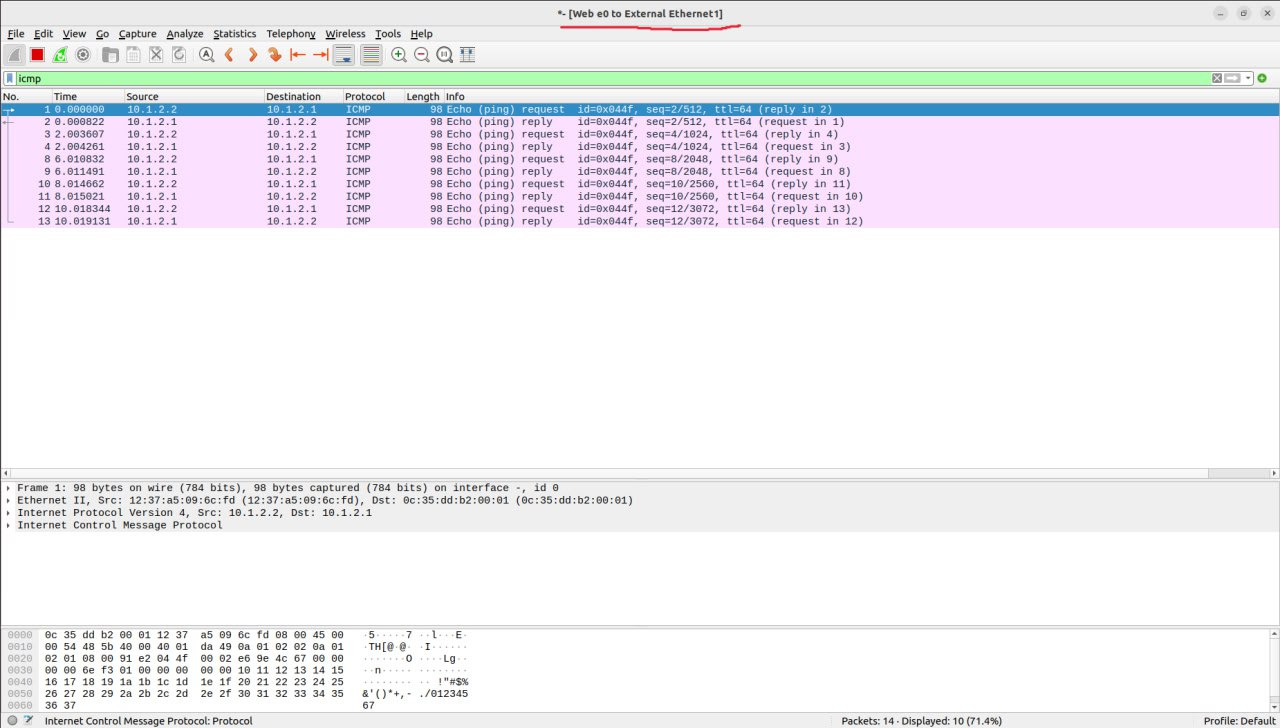 *- [Web e0 to External Ethernet1]
File Edit View Go Capture Analyze Statistics Telephony Wireless Tools Help
icmp
No. Time Source Destination Protocol Length Info
1 0.000000 10.1.2.2 10.1.2.1 ICMP 98 Echo (ping) request id=0x044f, seq=2/512, ttl=64 (reply in 2)
2 0.000822 10.1.2.1 10.1.2.2 ICMP 98 Echo (ping) reply id=0x044f, seq=2/512, ttl=64 (request in 1)
3 2.003607 10.1.2.2 10.1.2.1 ICMP 98 Echo (ping) request id=0x044f, seq=4/1024, ttl=64 (reply in 4)
4 2.004261 10.1.2.1 10.1.2.2 ICMP 98 Echo (ping) reply id=0x044f, seq=4/1024, ttl=64 (request in 3)
8 6.010832 10.1.2.2 10.1.2.1 ICMP 98 Echo (ping) request id=0x044f, seq=8/2048, ttl=64 (reply in 9)
9 6.011491 10.1.2.1 10.1.2.2 ICMP 98 Echo (ping) reply id=0x044f, seq=8/2048, ttl=64 (request in 8)
10 8.014662 10.1.2.2 10.1.2.1 ICMP 98 Echo (ping) request id=0x044f, seq=10/2560, ttl=64 (reply in 11)
11 8.015021 10.1.2.1 10.1.2.2 ICMP 98 Echo (ping) reply id=0x044f, seq=10/2560, ttl=64 (request in 10)
12 10.018344 10.1.2.2 10.1.2.1 ICMP 98 Echo (ping) request id=0x044f, seq=12/3072, ttl=64 (reply in 13)
13 10.019131 10.1.2.1 10.1.2.2 ICMP 98 Echo (ping) reply id=0x044f, seq=12/3072, ttl=64 (request in 12)
Frame 1: 98 bytes on wire (784 bits), 98 bytes captured (784 bits) on interface -, id 0
Ethernet II, Src: 12:37:a5:09:6c:fd (12:37:a5:09:6c:fd), Dst: 0c:35:dd:b2:00:01 (0c:35:dd:b2:00:01)
Internet Protocol Version 4, Src: 10.1.2.2, Dst: 10.1.2.1
Internet Control Message Protocol
0000 0c 35 dd b2 00 01 12 37 a5 09 6c fd 08 00 45 00 ·5·····7 ··l···E·
0010 00 54 48 5b 40 00 40 01 da 49 0a 01 02 02 0a 01 ·TH[@·@· ·I······
0020 02 01 08 00 91 e2 04 4f 00 02 e6 9e 4c 67 00 00 ·······O ····Lg··
0030 00 00 6e f3 01 00 00 00 00 00 10 11 12 13 14 15 ··n····· ········
0040 16 17 18 19 1a 1b 1c 1d 1e 1f 20 21 22 23 24 25 ········ ·· !"#$%
0050 26 27 28 29 2a 2b 2c 2d 2e 2f 30 31 32 33 34 35 &'()*+,- ./012345
0060 36 37 67
Internet Control Message Protocol: Protocol Packets: 14 · Displayed: 10 (71.4%) Profile: Default